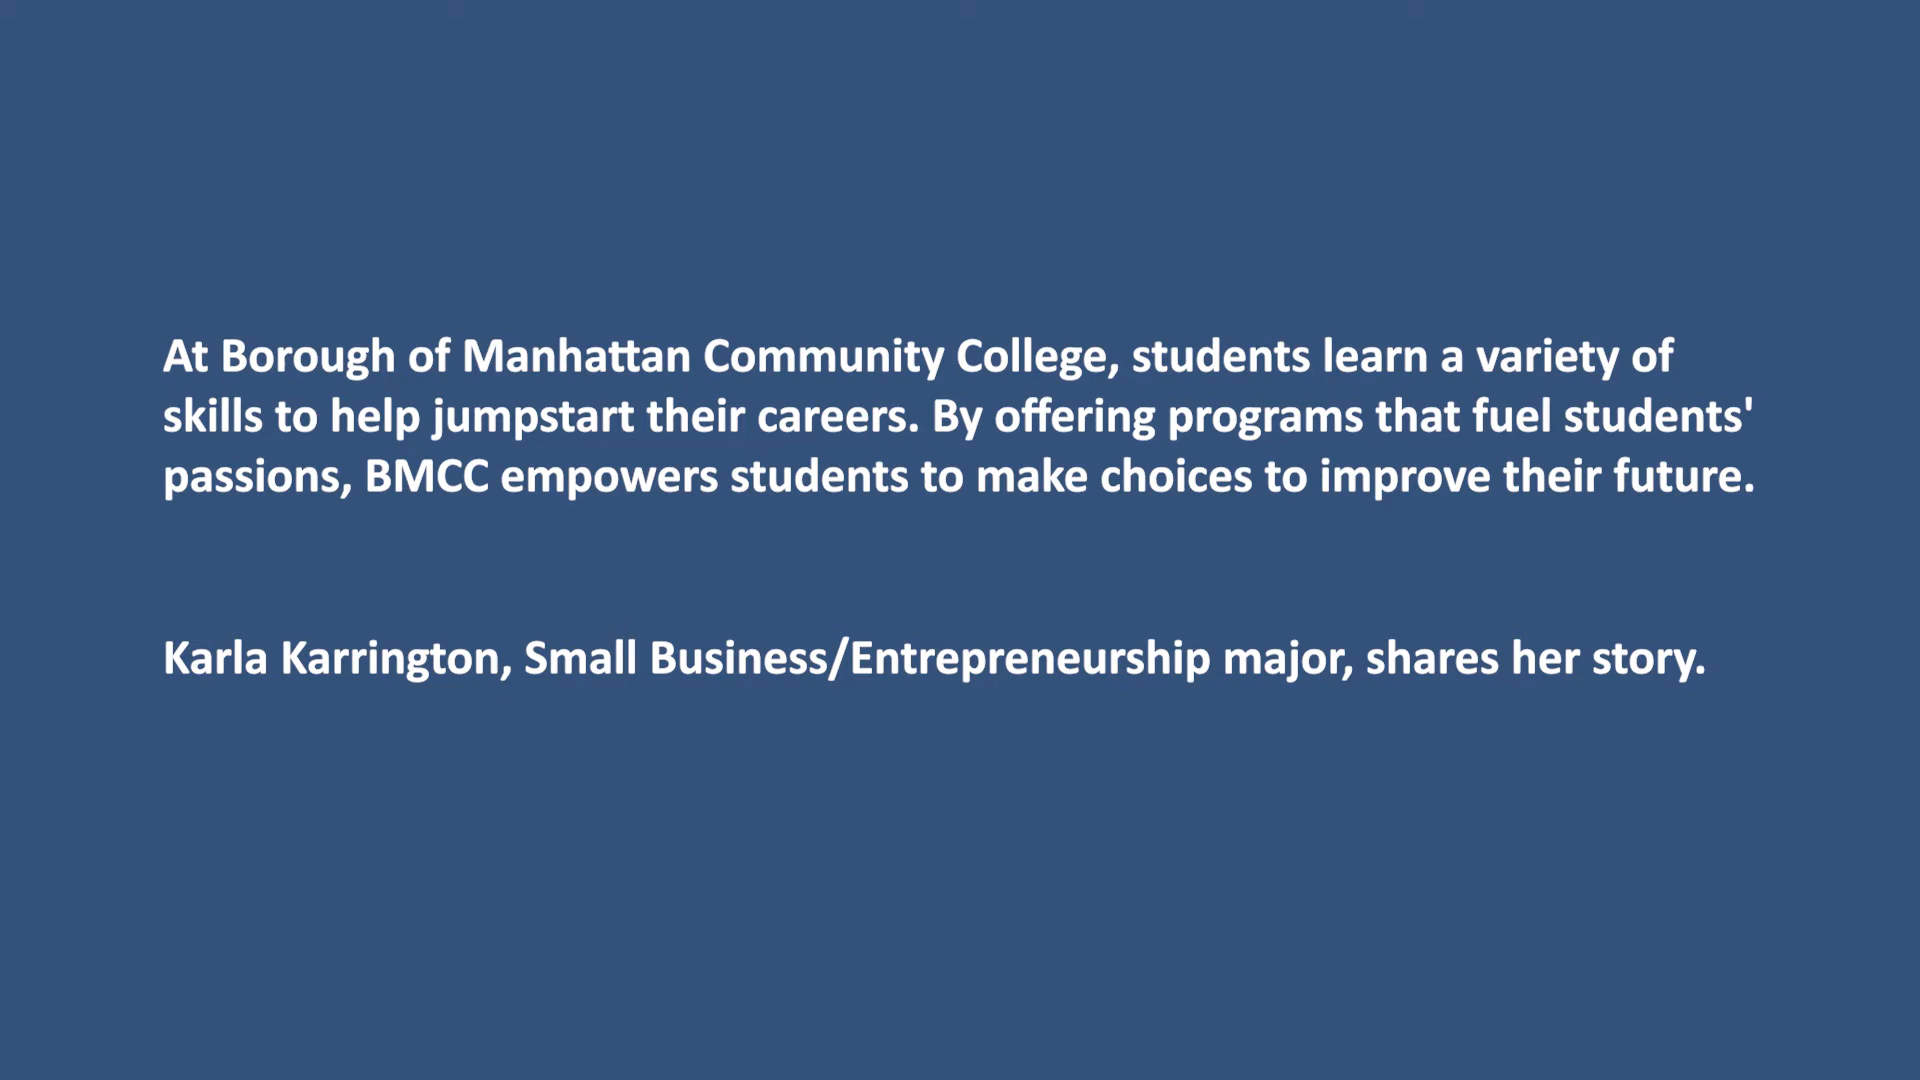 At Borough of Manhattan Community College, students learn a variety of
skills to help jumpstart their careers. By offering programs that fuel students'
passions, BMCC empowers students to make choices to improve their future.
Karla Karrington, Small Business/Entrepreneurship major, shares her story.